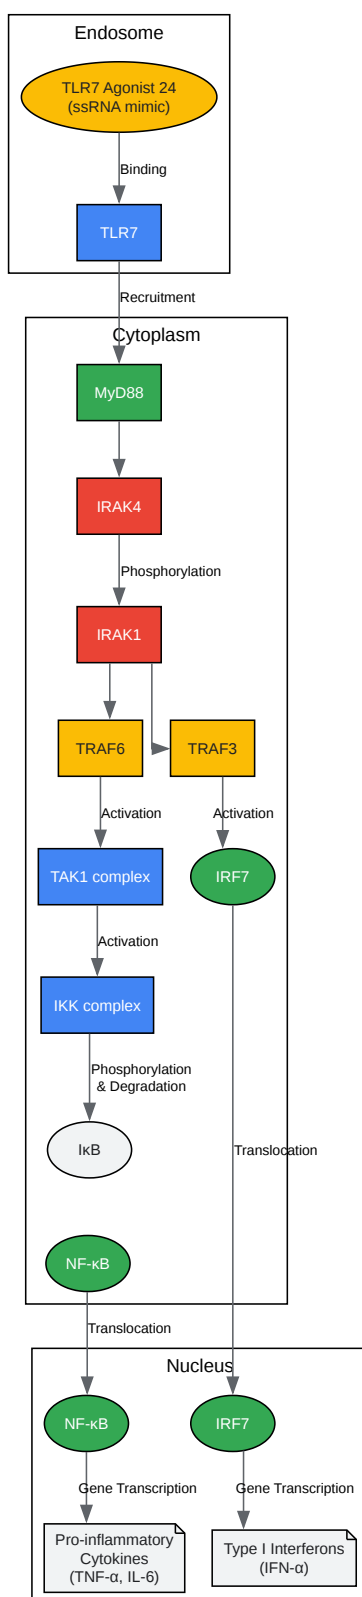 Endosome
TLR7 Agonist 24
(ssRNA mimic)
Binding
TLR7
Recruitment
Cytoplasm
MyD88
IRAK4
Phosphorylation
IRAK1
TRAF6
TRAF3
Activation
Activation
TAK1 complex
IRF7
Activation
IKK complex
Phosphorylation
& Degradation
IκB
Translocation
NF-κB
Translocation
Nucleus
NF-κB
IRF7
Gene Transcription
Gene Transcription
Pro-inflammatory
Cytokines
(TNF-α, IL-6)
Type I Interferons
(IFN-α)